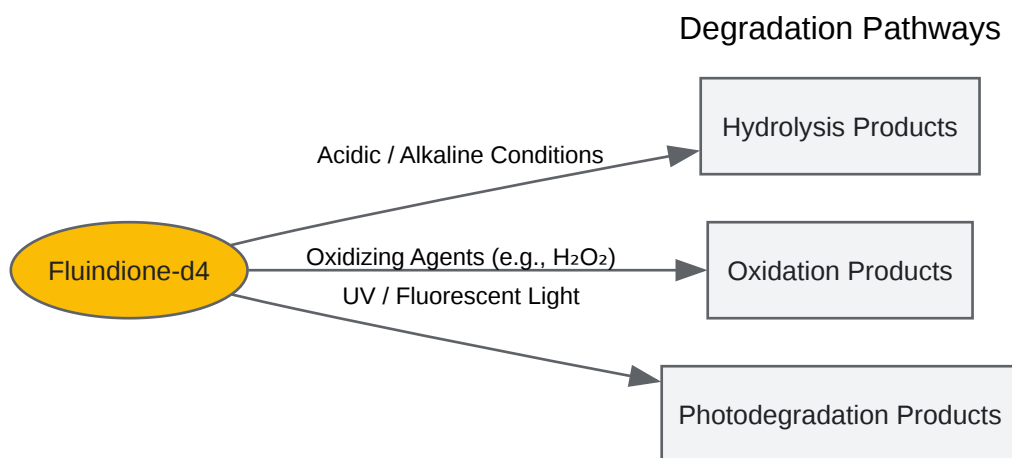 Degradation Pathways
Hydrolysis Products
Acidic / Alkaline Conditions
Fluindione-d4
Oxidizing Agents (e.g., H₂O₂)
Oxidation Products
UV / Fluorescent Light
Photodegradation Products